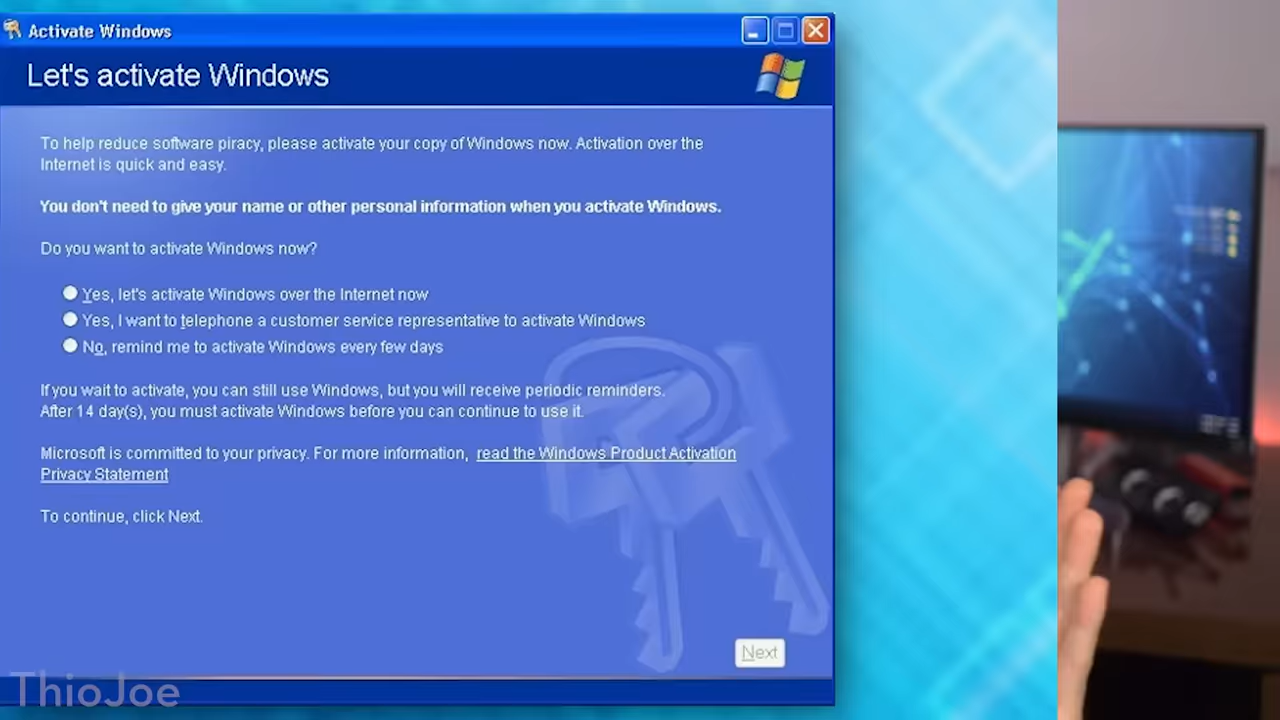 Activate Windows
Let's activate Windows
To help reduce software piracy, please activate your copy of Windows now. Activation over the
Internet is quick and easy.
You don't need to give your name or other personal information when you activate Windows.
Do you want to activate Windows now?
Yes, let's activate Windows over the Internet now
Yes, I want to telephone a customer service representative to activate Windows
No, remind me to activate Windows every few days
If you wait to activate, you can still use Windows, but you will receive periodic reminders.
After 14 day(s), you must activate Windows before you can continue to use it.
Microsoft is committed to your privacy. For more information, read the Windows Product Activation
Privacy Statement
To continue, click Next.
Next
ThioJoe